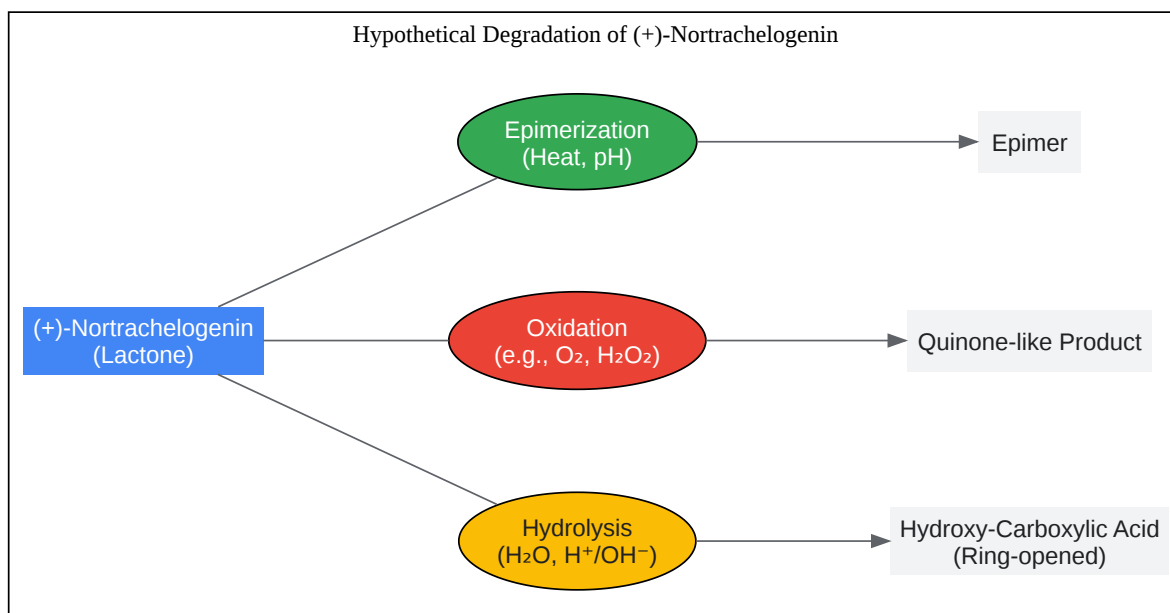 Hypothetical Degradation of (+)-Nortrachelogenin
Epimerization
(Heat, pH)
Epimer
(+)-Nortrachelogenin
(Lactone)
Oxidation
(e.g., O₂, H₂O₂)
Quinone-like Product
Hydrolysis
(H₂O, H⁺/OH⁻)
Hydroxy-Carboxylic Acid
(Ring-opened)